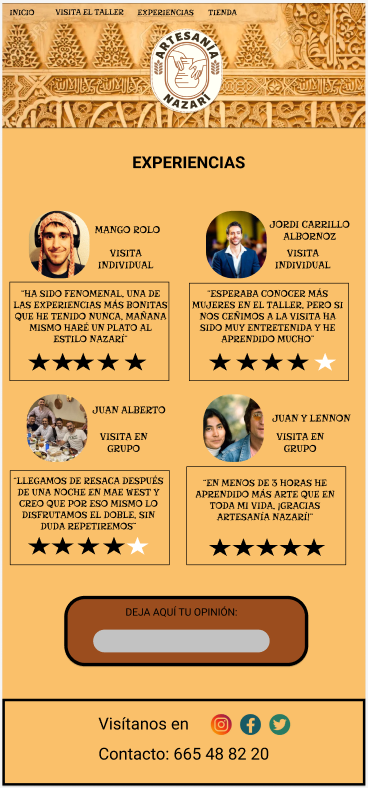 INICIO VISITA EL TALLER EXPERIENCIAS TIENDA
ARTESANÍA
NAZARÍ
EXPERIENCIAS
MANGO ROLO
VISITA
INDIVIDUAL
"HA SIDO FENOMENAL, UNA DE
LAS EXPERIENCIAS MÁS BONITAS
QUE HE TENIDO NUNCA, MAÑANA
MISMO HARÉ UN PLATO AL
ESTILO NAZARÍ"
JORDI CARRILLO
ALBORNOZ
VISITA
INDIVIDUAL
"ESPERABA CONOCER MÁS
MUJERES EN EL TALLER, PERO SI
NOS CEÑIMOS A LA VISITA HA
SIDO MUY ENTRETENIDA Y HE
APRENDIDO MUCHO"
JUAN ALBERTO
VISITA EN
GRUPO
"LLEGAMOS DE RESACA DESPUÉS
DE UNA NOCHE EN MAE WEST Y
CREO QUE POR ESO MISMO LO
DISFRUTAMOS EL DOBLE, SIN
DUDA REPETIREMOS"
JUAN Y LENNON
VISITA EN
GRUPO
"EN MENOS DE 3 HORAS HE
APRENDIDO MÁS ARTE QUE EN
TODA MI VIDA, ¡GRACIAS
ARTESANÍA NAZARÍ!"
DEJA AQUÍ TU OPINIÓN:
Visítanos en
Contacto: 665 48 82 20